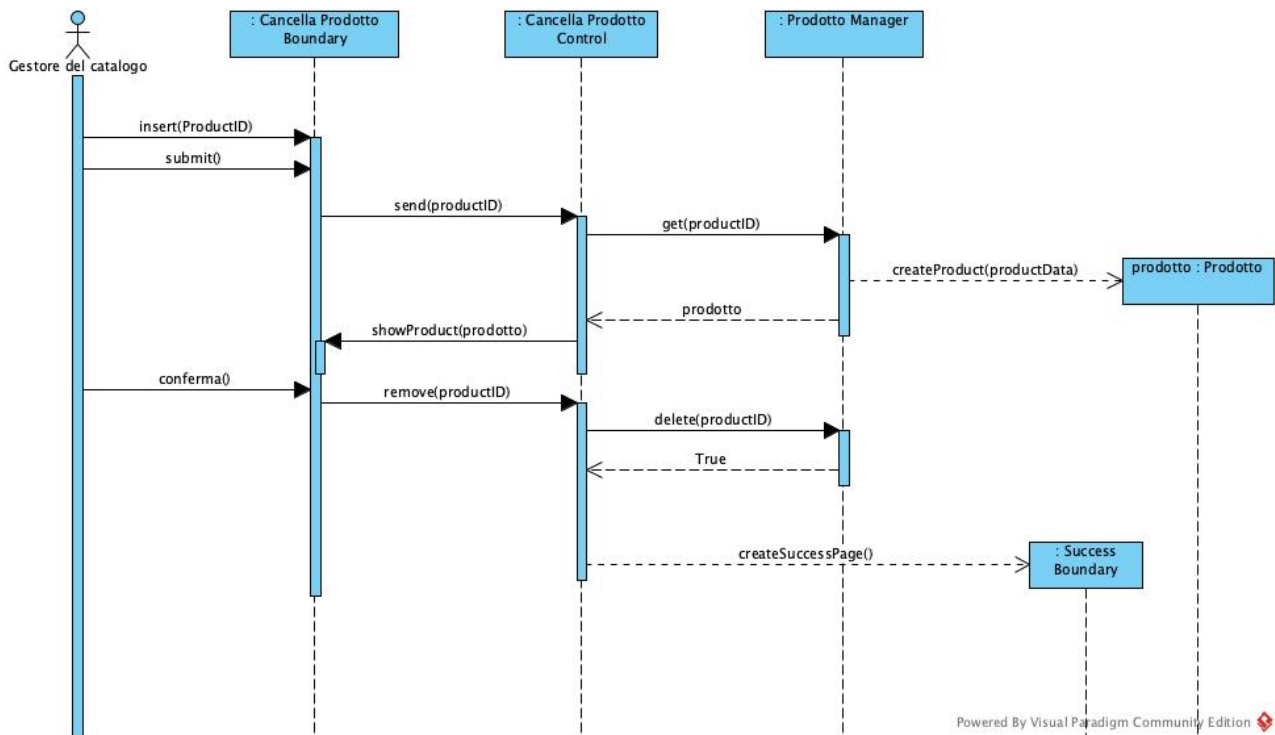 : Cancella Prodotto
Boundary
: Cancella Prodotto
Control
: Prodotto Manager
Gestore del catalogo
insert(ProductID)
submit()
send(productID)
get(productID)
createProduct(productData)
prodotto : Prodotto
prodotto
showProduct(prodotto)
conferma()
remove(productID)
delete(productID)
True
createSuccessPage()
: Success
Boundary
Powered By Visual Paradigm Community Edition